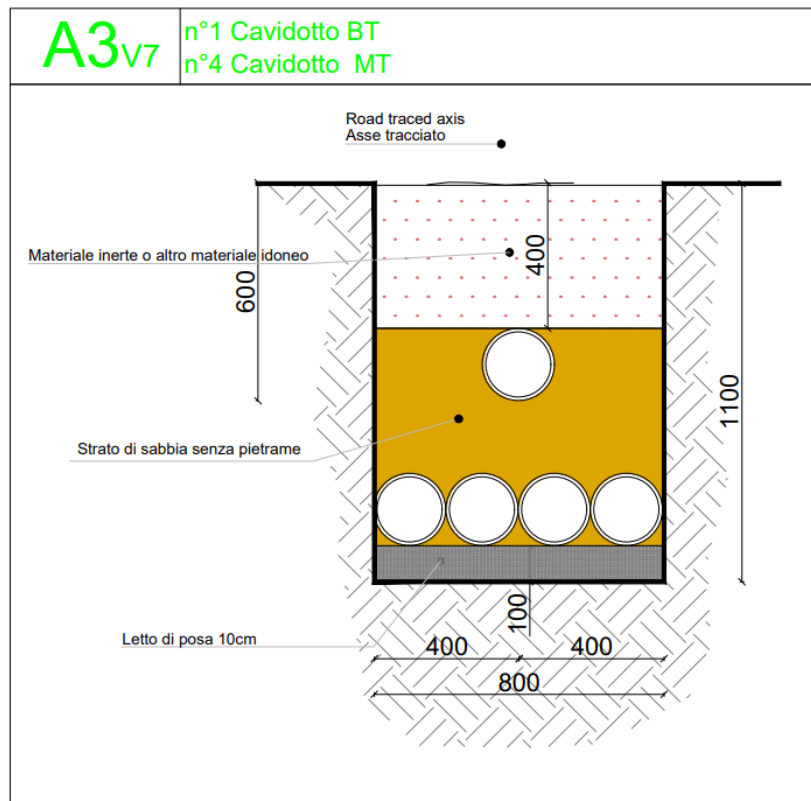 A3V7
n°1 Cavidotto BT
n°4 Cavidotto MT
Road traced axis
Asse tracciato
Materiale inerte o altro materiale idoneo
400
600
1100
Strato di sabbia senza pietrame
100
Letto di posa 10cm
400
400
800